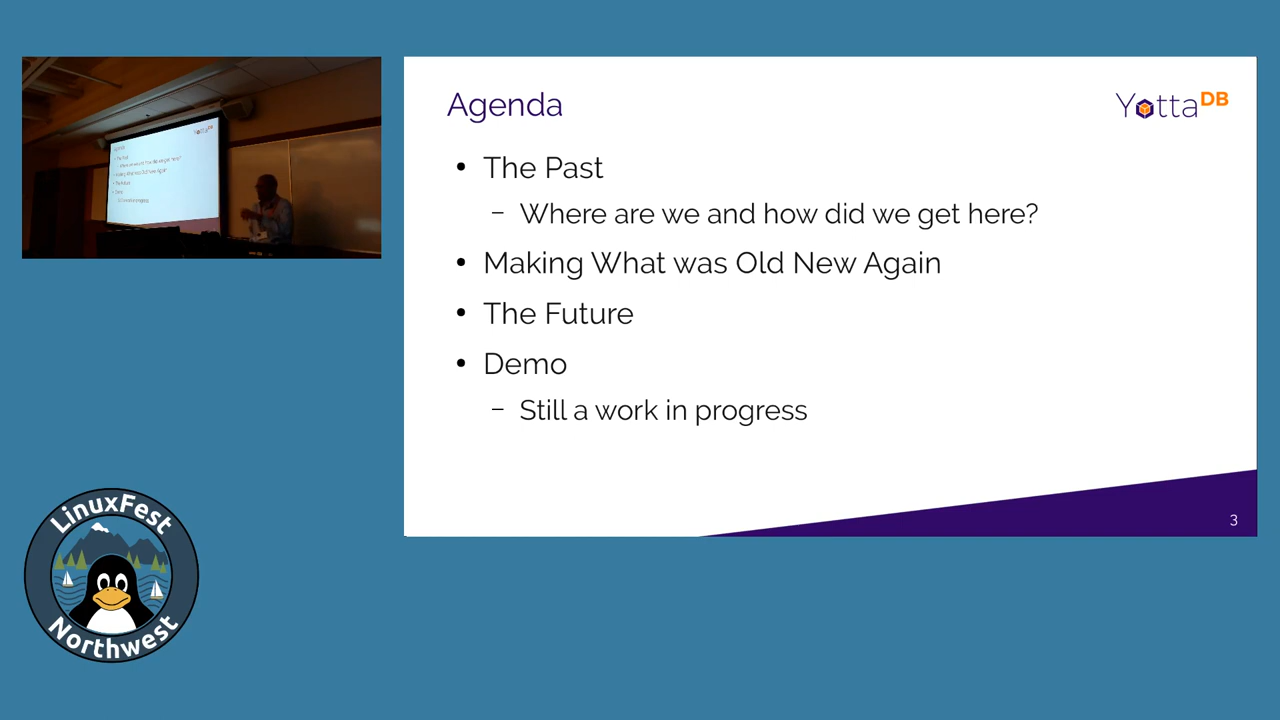 Agenda
YottaDB
• The Past
– Where are we and how did we get here?
• Making What was Old New Again
• The Future
• Demo
– Still a work in progress
3
LinuxFest
Northwest